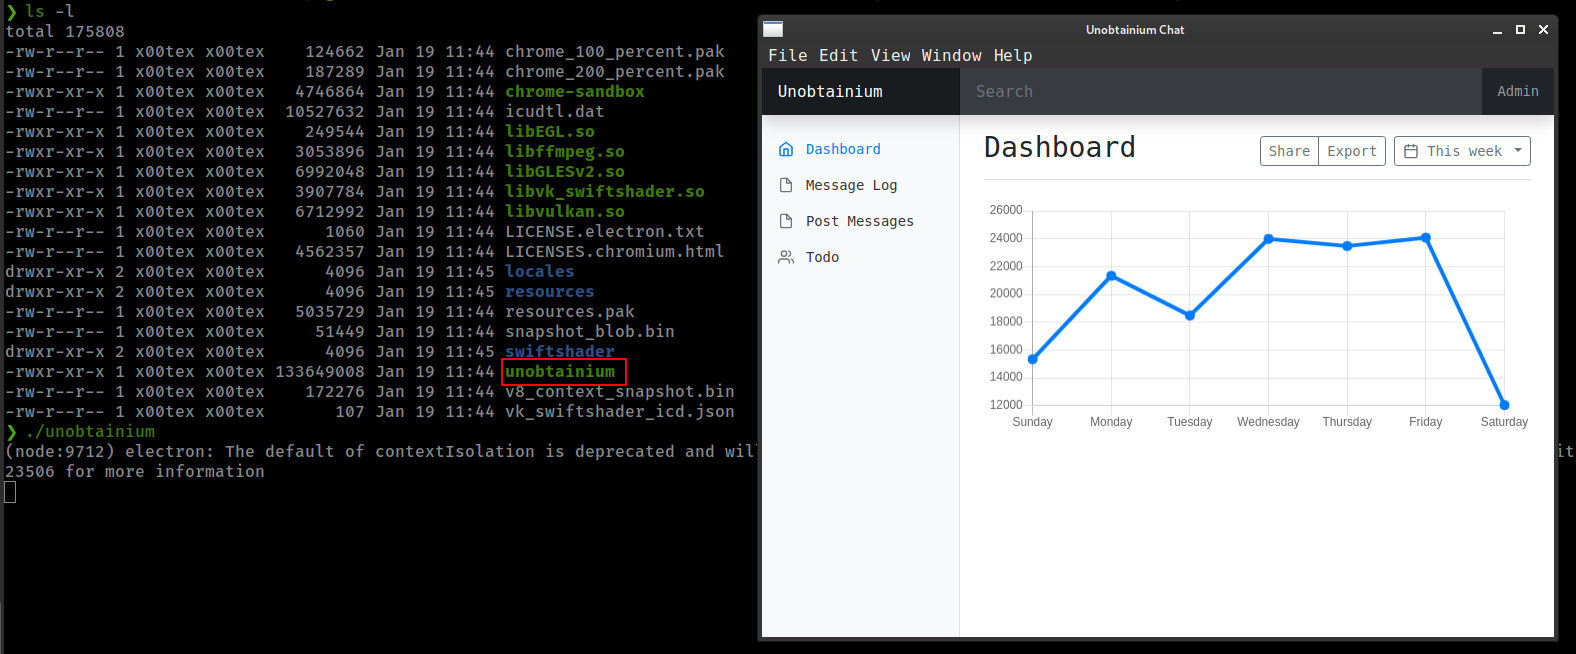 ❯ ls -l
total 175808
-rw-r--r-- 1 x00tex x00tex    124662 Jan 19 11:44 chrome_100_percent.pak
-rw-r--r-- 1 x00tex x00tex    187289 Jan 19 11:44 chrome_200_percent.pak
-rwxr-xr-x 1 x00tex x00tex   4746864 Jan 19 11:44 chrome-sandbox
-rw-r--r-- 1 x00tex x00tex  10527632 Jan 19 11:44 icudtl.dat
-rwxr-xr-x 1 x00tex x00tex    249544 Jan 19 11:44 libEGL.so
-rwxr-xr-x 1 x00tex x00tex   3053896 Jan 19 11:44 libffmpeg.so
-rwxr-xr-x 1 x00tex x00tex   6992048 Jan 19 11:44 libGLESv2.so
-rwxr-xr-x 1 x00tex x00tex   3907784 Jan 19 11:44 libvk_swiftshader.so
-rwxr-xr-x 1 x00tex x00tex   6712992 Jan 19 11:44 libvulkan.so
-rw-r--r-- 1 x00tex x00tex      1060 Jan 19 11:44 LICENSE.electron.txt
-rw-r--r-- 1 x00tex x00tex   4562357 Jan 19 11:44 LICENSES.chromium.html
drwxr-xr-x 2 x00tex x00tex      4096 Jan 19 11:45 locales
drwxr-xr-x 2 x00tex x00tex      4096 Jan 19 11:45 resources
-rw-r--r-- 1 x00tex x00tex   5035729 Jan 19 11:44 resources.pak
-rw-r--r-- 1 x00tex x00tex     51449 Jan 19 11:44 snapshot_blob.bin
drwxr-xr-x 2 x00tex x00tex      4096 Jan 19 11:45 swiftshader
-rwxr-xr-x 1 x00tex x00tex 133649008 Jan 19 11:44 unobtainium
-rw-r--r-- 1 x00tex x00tex    172276 Jan 19 11:44 v8_context_snapshot.bin
-rw-r--r-- 1 x00tex x00tex       107 Jan 19 11:44 vk_swiftshader_icd.json
❯ ./unobtainium
(node:9712) electron: The default of contextIsolation is deprecated and wil it
23506 for more information
Unobtainium Chat
File Edit View Window Help
Unobtainium Search Admin
Dashboard
Message Log
Post Messages
Todo
Dashboard
Share Export This week
26000
24000
22000
20000
18000
16000
14000
12000
Sunday Monday Tuesday Wednesday Thursday Friday Saturday